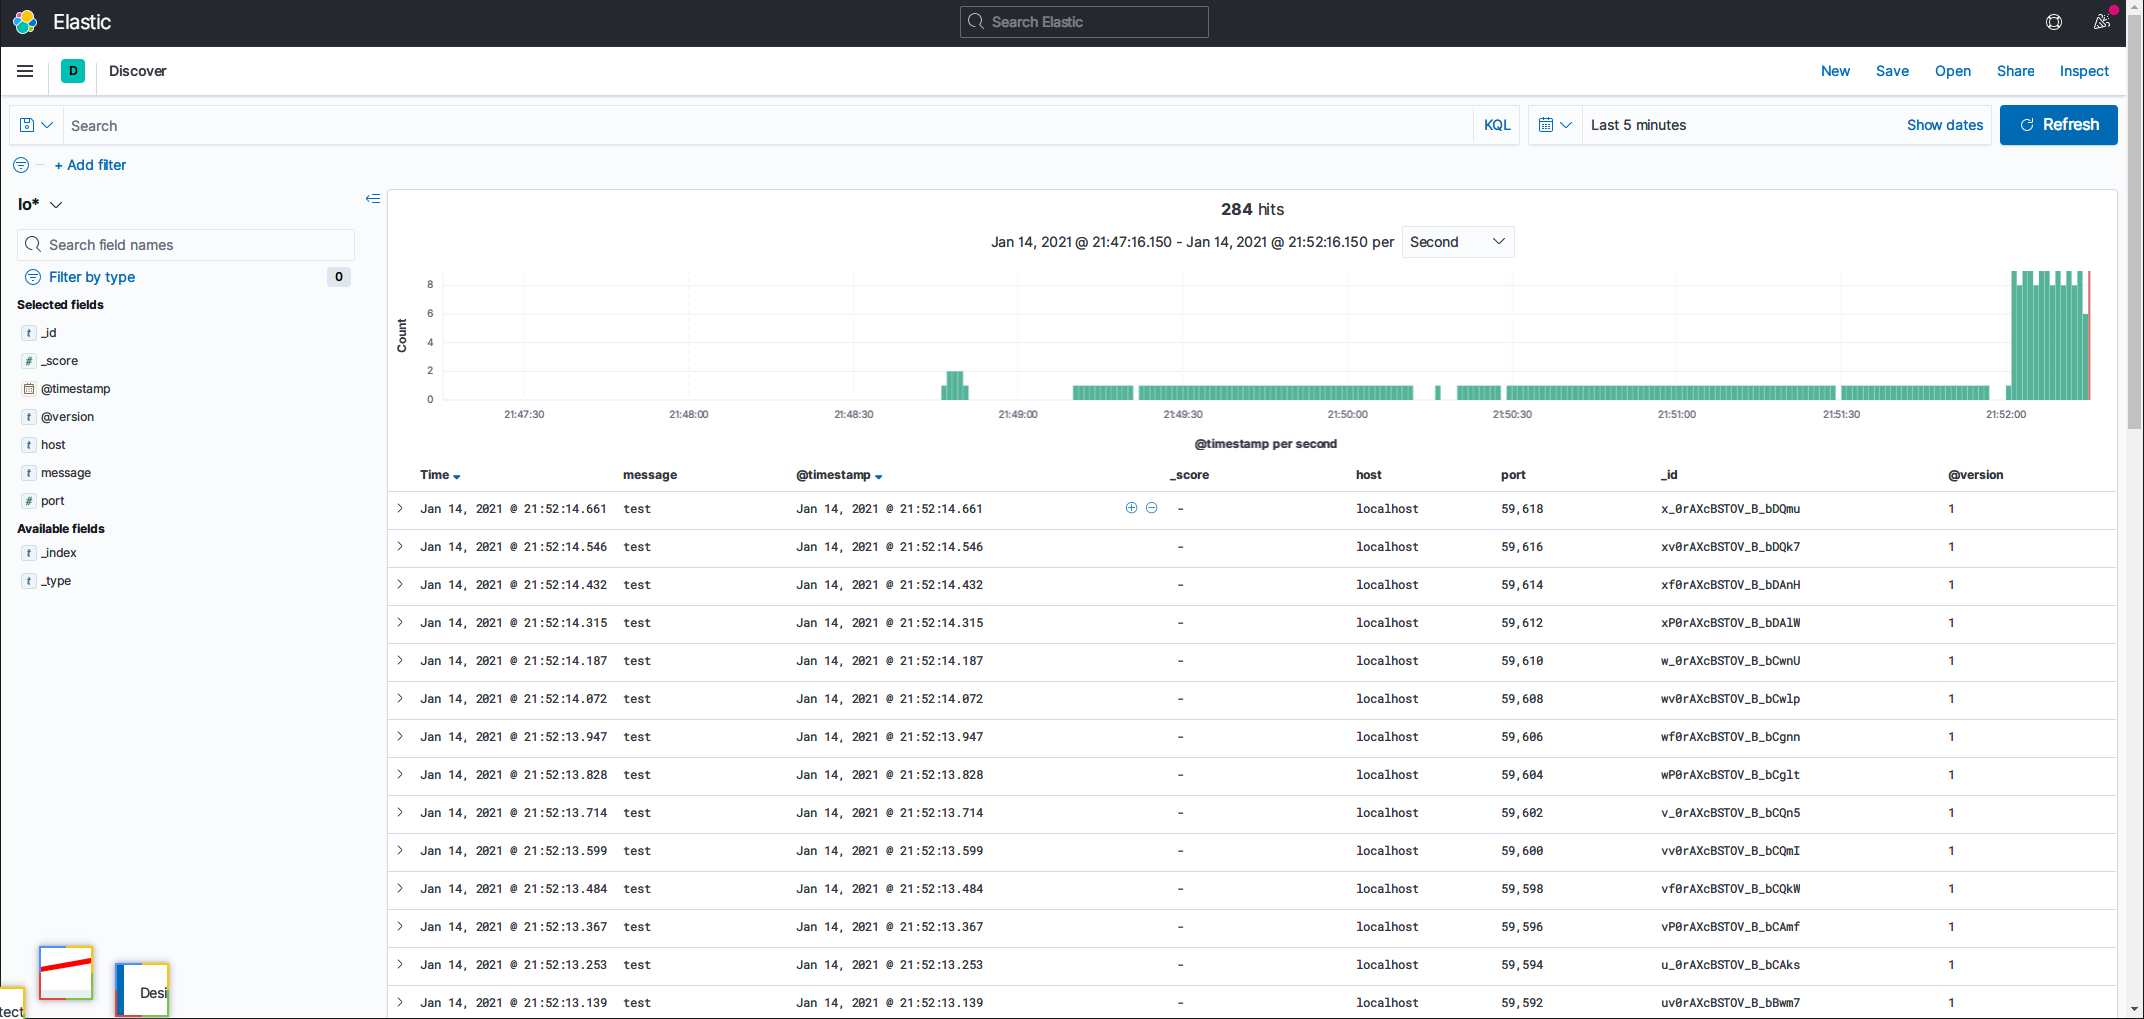 Elastic
Search Elastic
D
Discover
New Save Open Share Inspect
Search
KQL
Last 5 minutes
Show dates
Refresh
+ Add filter
lo*
Search field names
Filter by type 0
Selected fields
t _id
# _score
@timestamp
t @version
t host
t message
# port
Available fields
t _index
t _type
284 hits
Jan 14, 2021 @ 21:47:16.150 - Jan 14, 2021 @ 21:52:16.150 per Second
Count
8
6
4
2
0
21:47:30 21:48:00 21:48:30 21:49:00 21:49:30 21:50:00 21:50:30 21:51:00 21:51:30 21:52:00
@timestamp per second
Time message @timestamp _score host port _id @version
Jan 14, 2021 @ 21:52:14.661 test Jan 14, 2021 @ 21:52:14.661 - localhost 59,618 x_0rAXcBSTOV_B_bDQmu 1
Jan 14, 2021 @ 21:52:14.546 test Jan 14, 2021 @ 21:52:14.546 - localhost 59,616 xv0rAXcBSTOV_B_bDQk7 1
Jan 14, 2021 @ 21:52:14.432 test Jan 14, 2021 @ 21:52:14.432 - localhost 59,614 xf0rAXcBSTOV_B_bDAnH 1
Jan 14, 2021 @ 21:52:14.315 test Jan 14, 2021 @ 21:52:14.315 - localhost 59,612 xP0rAXcBSTOV_B_bDAlW 1
Jan 14, 2021 @ 21:52:14.187 test Jan 14, 2021 @ 21:52:14.187 - localhost 59,610 w_0rAXcBSTOV_B_bCwnU 1
Jan 14, 2021 @ 21:52:14.072 test Jan 14, 2021 @ 21:52:14.072 - localhost 59,608 wv0rAXcBSTOV_B_bCwlp 1
Jan 14, 2021 @ 21:52:13.947 test Jan 14, 2021 @ 21:52:13.947 - localhost 59,606 wf0rAXcBSTOV_B_bCgnn 1
Jan 14, 2021 @ 21:52:13.828 test Jan 14, 2021 @ 21:52:13.828 - localhost 59,604 wP0rAXcBSTOV_B_bCglt 1
Jan 14, 2021 @ 21:52:13.714 test Jan 14, 2021 @ 21:52:13.714 - localhost 59,602 v_0rAXcBSTOV_B_bCQn5 1
Jan 14, 2021 @ 21:52:13.599 test Jan 14, 2021 @ 21:52:13.599 - localhost 59,600 vv0rAXcBSTOV_B_bCQmI 1
Jan 14, 2021 @ 21:52:13.484 test Jan 14, 2021 @ 21:52:13.484 - localhost 59,598 vf0rAXcBSTOV_B_bCQkW 1
Jan 14, 2021 @ 21:52:13.367 test Jan 14, 2021 @ 21:52:13.367 - localhost 59,596 vP0rAXcBSTOV_B_bCAmf 1
Jan 14, 2021 @ 21:52:13.253 test Jan 14, 2021 @ 21:52:13.253 - localhost 59,594 u_0rAXcBSTOV_B_bCAks 1
Jan 14, 2021 @ 21:52:13.139 test Jan 14, 2021 @ 21:52:13.139 - localhost 59,592 uv0rAXcBSTOV_B_bBwm7 1
Desi
tect